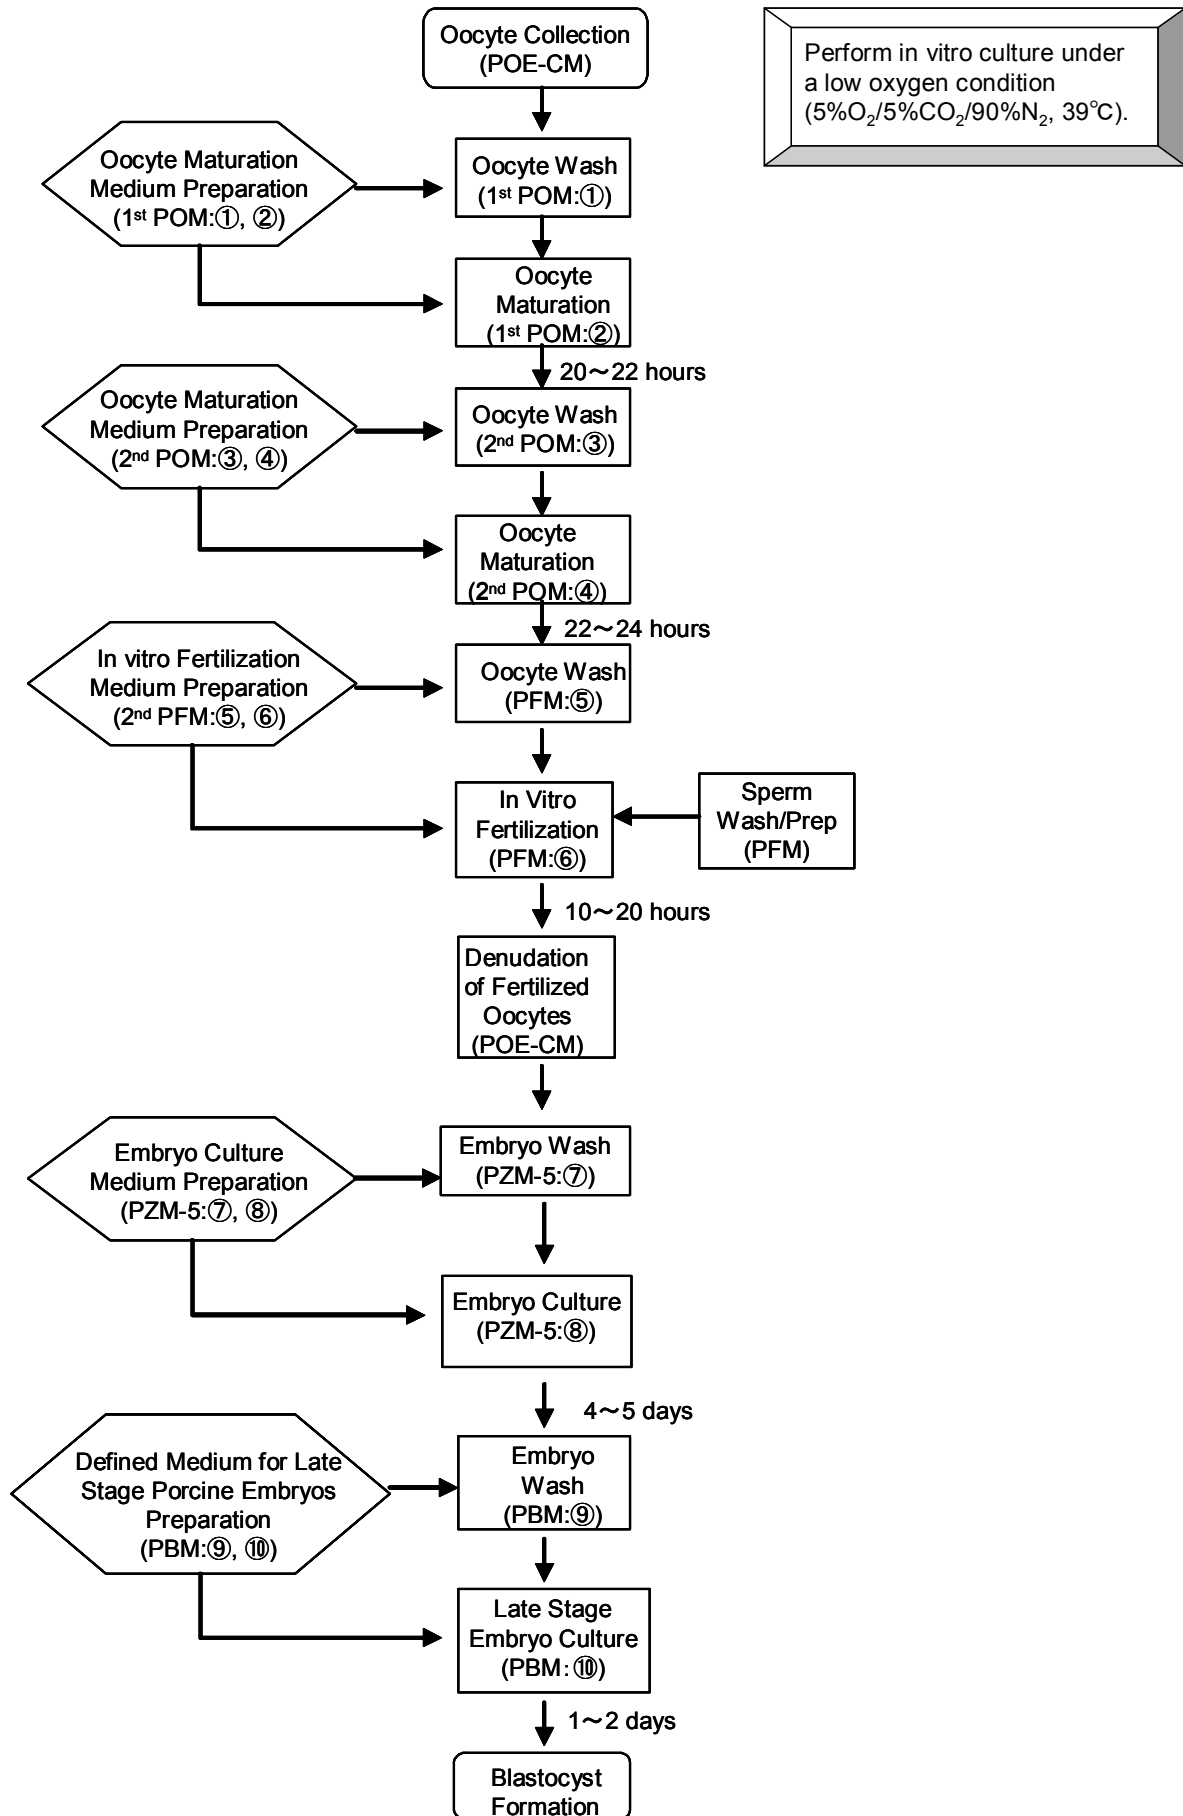 Oocyte Collection
(POE-CM)
Perform in vitro culture under
a low oxygen condition
(5%O₂/5%CO₂/90%N₂, 39℃).
Oocyte Maturation
Medium Preparation
(1st POM:①, ②)
Oocyte Wash
(1st POM:①)
Oocyte
Maturation
(1st POM:②)
20～22 hours
Oocyte Maturation
Medium Preparation
(2nd POM:③, ④)
Oocyte Wash
(2nd POM:③)
Oocyte
Maturation
(2nd POM:④)
22～24 hours
In vitro Fertilization
Medium Preparation
(2nd PFM:⑤, ⑥)
Oocyte Wash
(PFM:⑤)
In Vitro
Fertilization
(PFM:⑥)
Sperm
Wash/Prep
(PFM)
10～20 hours
Denudation
of Fertilized
Oocytes
(POE-CM)
Embryo Culture
Medium Preparation
(PZM-5:⑦, ⑧)
Embryo Wash
(PZM-5:⑦)
Embryo Culture
(PZM-5:⑧)
4～5 days
Defined Medium for Late
Stage Porcine Embryos
Preparation
(PBM:⑨, ⑩)
Embryo
Wash
(PBM:⑨)
Late Stage
Embryo Culture
(PBM: ⑩)
1～2 days
Blastocyst
Formation